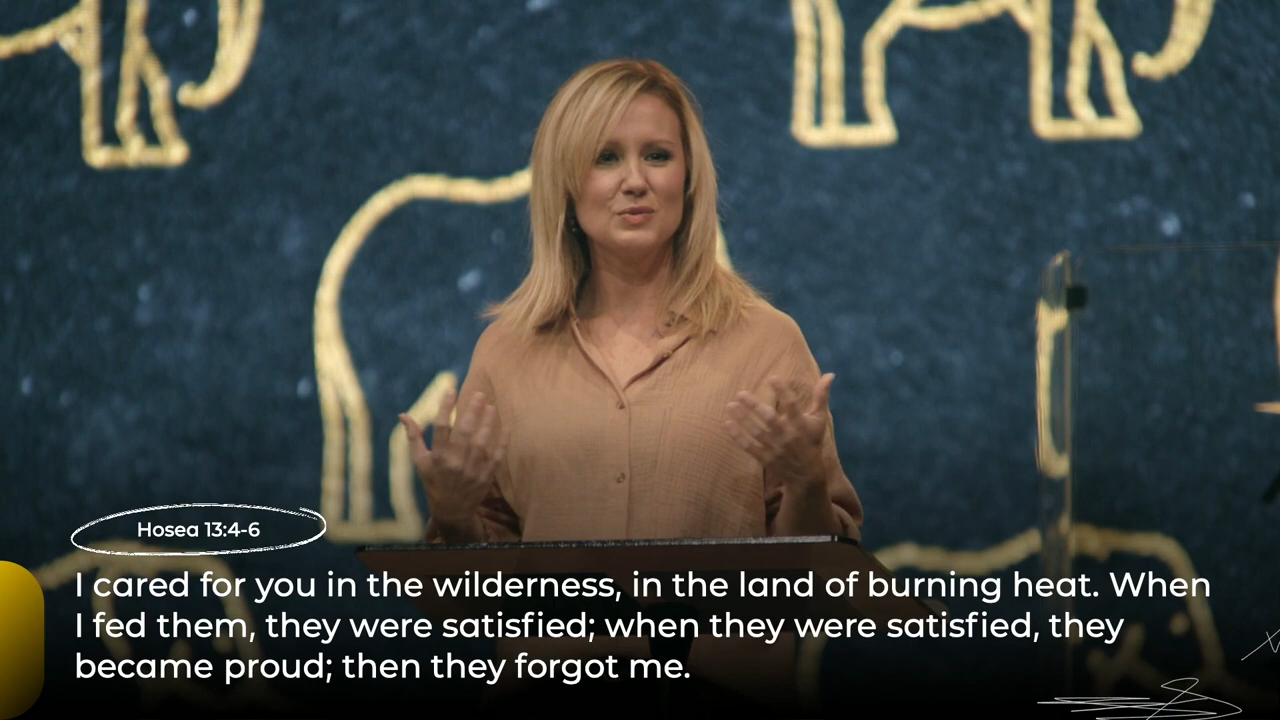 Hosea 13:4-6
I cared for you in the wilderness, in the land of burning heat. When
I fed them, they were satisfied; when they were satisfied, they
became proud; then they forgot me.